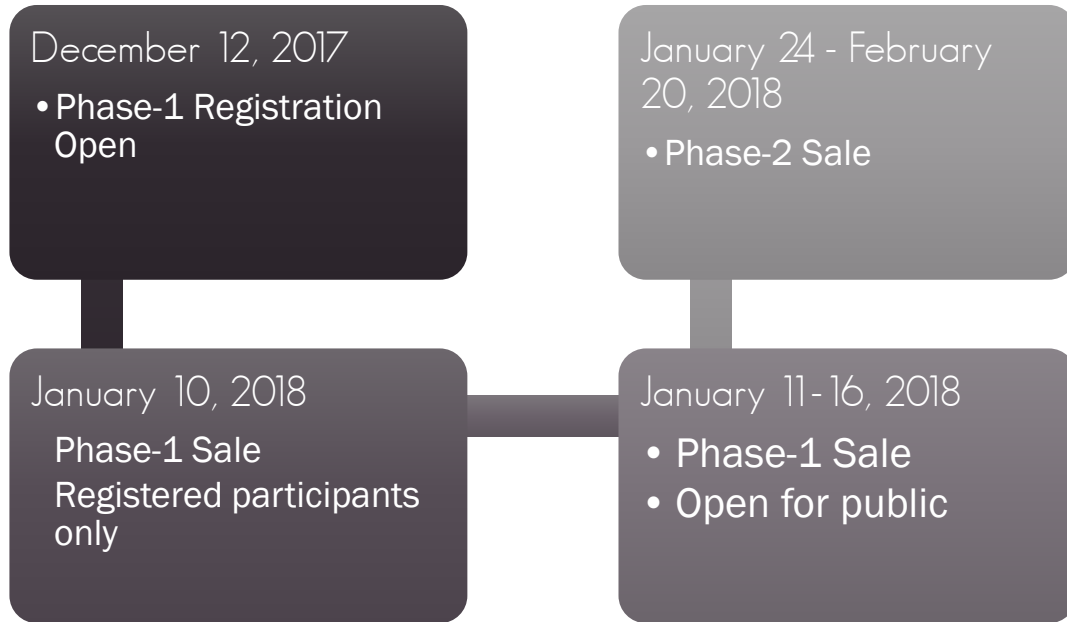 December 12, 2017
•Phase-1 Registration
Open
January 10, 2018
Phase-1 Sale
Registered participants
only
January 11-16, 2018
• Phase-1 Sale
• Open for public
January 24 - February
20, 2018
•Phase-2 Sale